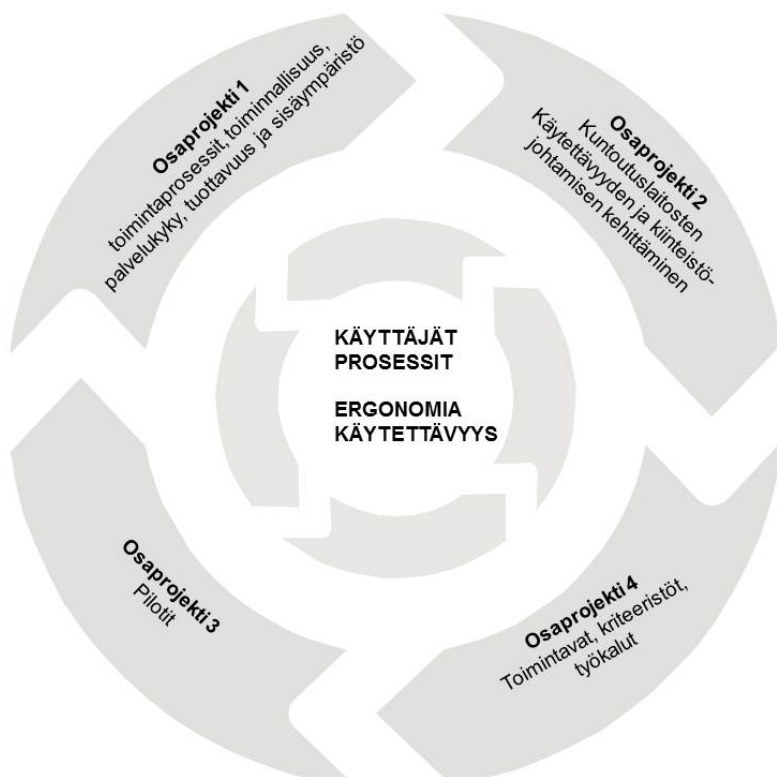 Osaprojekti 1
toimintaprosessit, toiminnallisuus,
palvelukyky, tuottavuus ja sisäympäristö
Osaprojekti 2
Kuntoutuslaitosten
Käytettävyyden ja kiinteistö-
johtamisen kehittäminen
KÄYTTÄJÄT
PROSESSIT
ERGONOMIA
KÄYTETTÄVYYS
Osaprojekti 3
Pilotit
Osaprojekti 4
Toimintavat, kriteeristöt,
työkalut